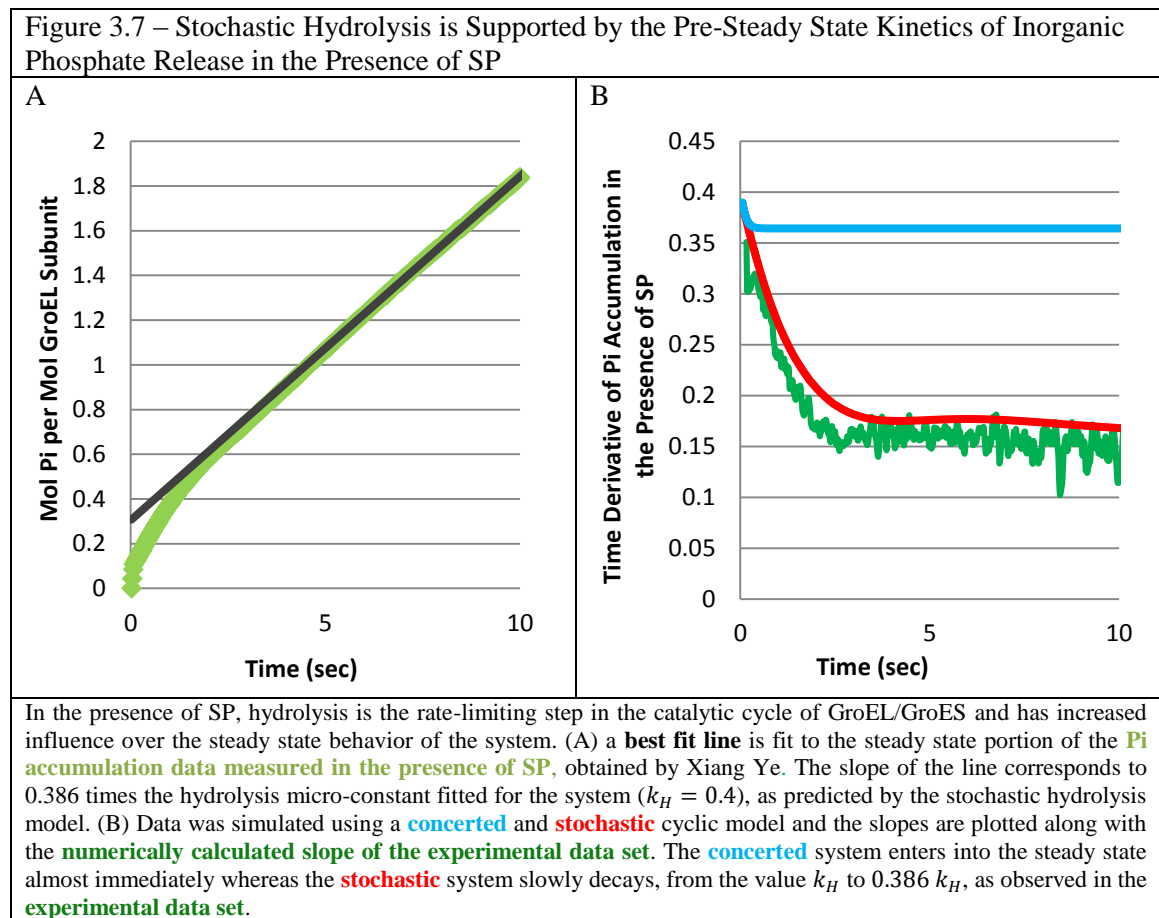 Figure 3.7 – Stochastic Hydrolysis is Supported by the Pre-Steady State Kinetics of Inorganic
Phosphate Release in the Presence of SP
A
2
1.8
1.6
1.4
1.2
1
0.8
0.6
0.4
0.2
0
Mol Pi per Mol GroEL Subunit
0 5 10
Time (sec)
B
0.45
0.4
0.35
0.3
0.25
0.2
0.15
0.1
0.05
0
Time Derivative of Pi Accumulation in
the Presence of SP
0 5 10
Time (sec)
In the presence of SP, hydrolysis is the rate-limiting step in the catalytic cycle of GroEL/GroES and has increased
influence over the steady state behavior of the system. (A) a best fit line is fit to the steady state portion of the Pi
accumulation data measured in the presence of SP, obtained by Xiang Ye. The slope of the line corresponds to
0.386 times the hydrolysis micro-constant fitted for the system (k_H = 0.4), as predicted by the stochastic hydrolysis
model. (B) Data was simulated using a concerted and stochastic cyclic model and the slopes are plotted along with
the numerically calculated slope of the experimental data set. The concerted system enters into the steady state
almost immediately whereas the stochastic system slowly decays, from the value k_H to 0.386 k_H, as observed in the
experimental data set.